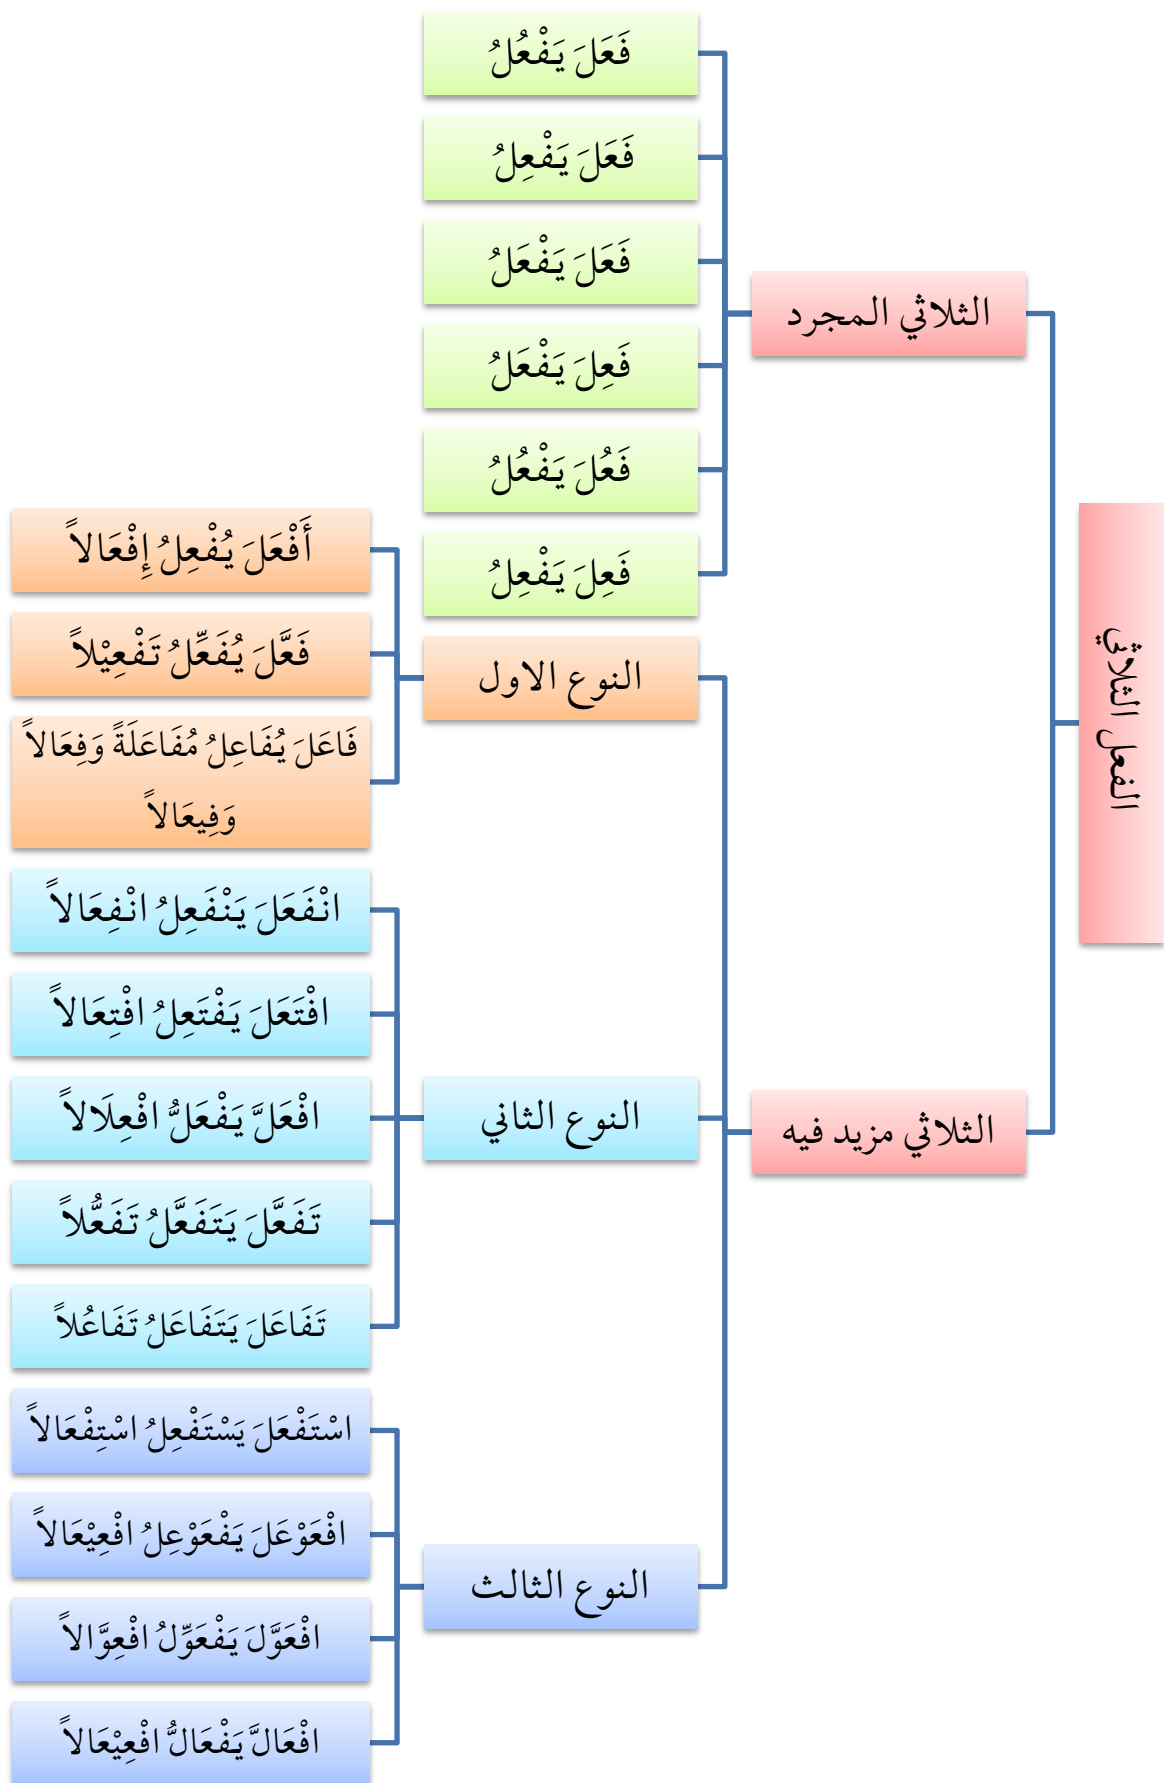 الفعل الثلاثي
الثلاثي المجرد
فَعَلَ يَفْعُلُ
فَعَلَ يَفْعِلُ
فَعَلَ يَفْعَلُ
فَعِلَ يَفْعَلُ
فَعُلَ يَفْعُلُ
فَعِلَ يَفْعِلُ
الثلاثي مزيد فيه
النوع الاول
أَفْعَلَ يُفْعِلُ إِفْعَالاً
فَعَّلَ يُفَعِّلُ تَفْعِيْلاً
فَاعَلَ يُفَاعِلُ مُفَاعَلَةً وَفِعَالاً
وَفِيعَالاً
النوع الثاني
انْفَعَلَ يَنْفَعِلُ انْفِعَالاً
افْتَعَلَ يَفْتَعِلُ افْتِعَالاً
افْعَلَّ يَفْعَلُّ افْعِلَالاً
تَفَعَّلَ يَتَفَعَّلُ تَفَعُّلاً
تَفَاعَلَ يَتَفَاعَلُ تَفَاعُلاً
النوع الثالث
اسْتَفْعَلَ يَسْتَفْعِلُ اسْتِفْعَالاً
افْعَوْعَلَ يَفْعَوْعِلُ افْعِيْعَالاً
افْعَوَّلَ يَفْعَوِّلُ افْعِوَّالاً
افْعَالَّ يَفْعَالُّ افْعِيْعَالاً